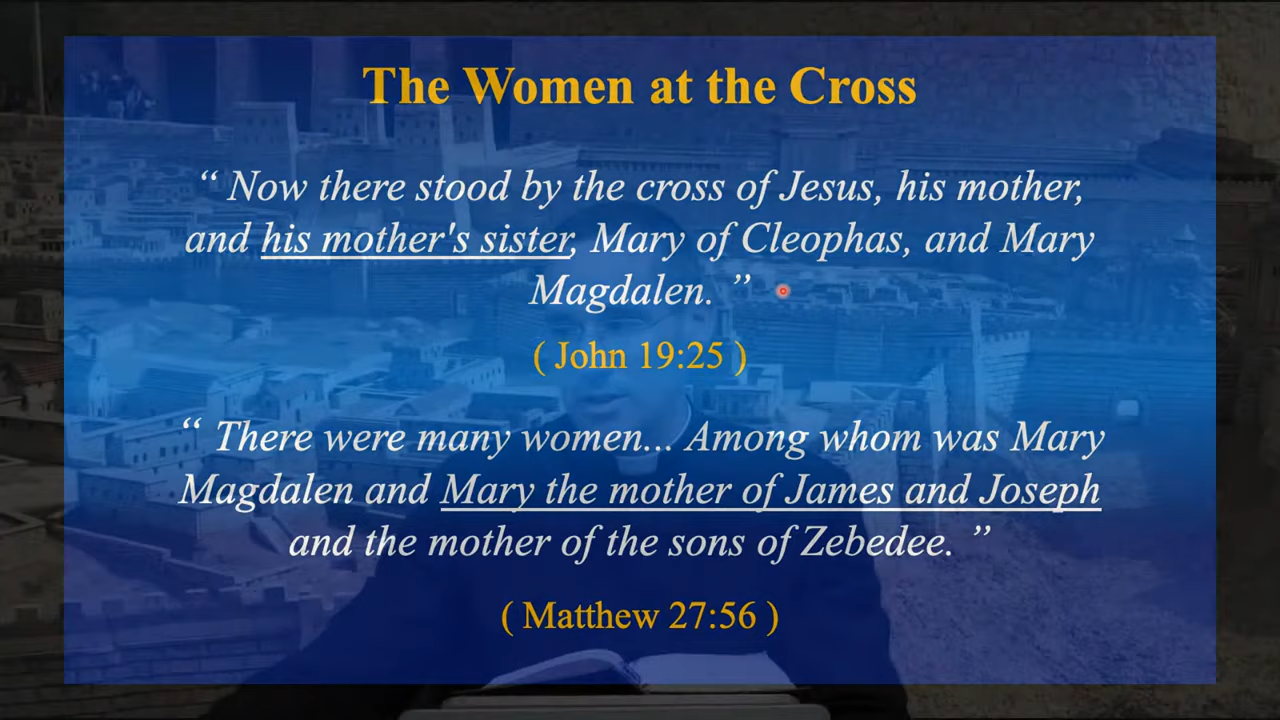 The Women at the Cross
“ Now there stood by the cross of Jesus, his mother,
and his mother's sister, Mary of Cleophas, and Mary
Magdalen. ”
( John 19:25 )
“ There were many women... Among whom was Mary
Magdalen and Mary the mother of James and Joseph
and the mother of the sons of Zebedee. ”
( Matthew 27:56 )